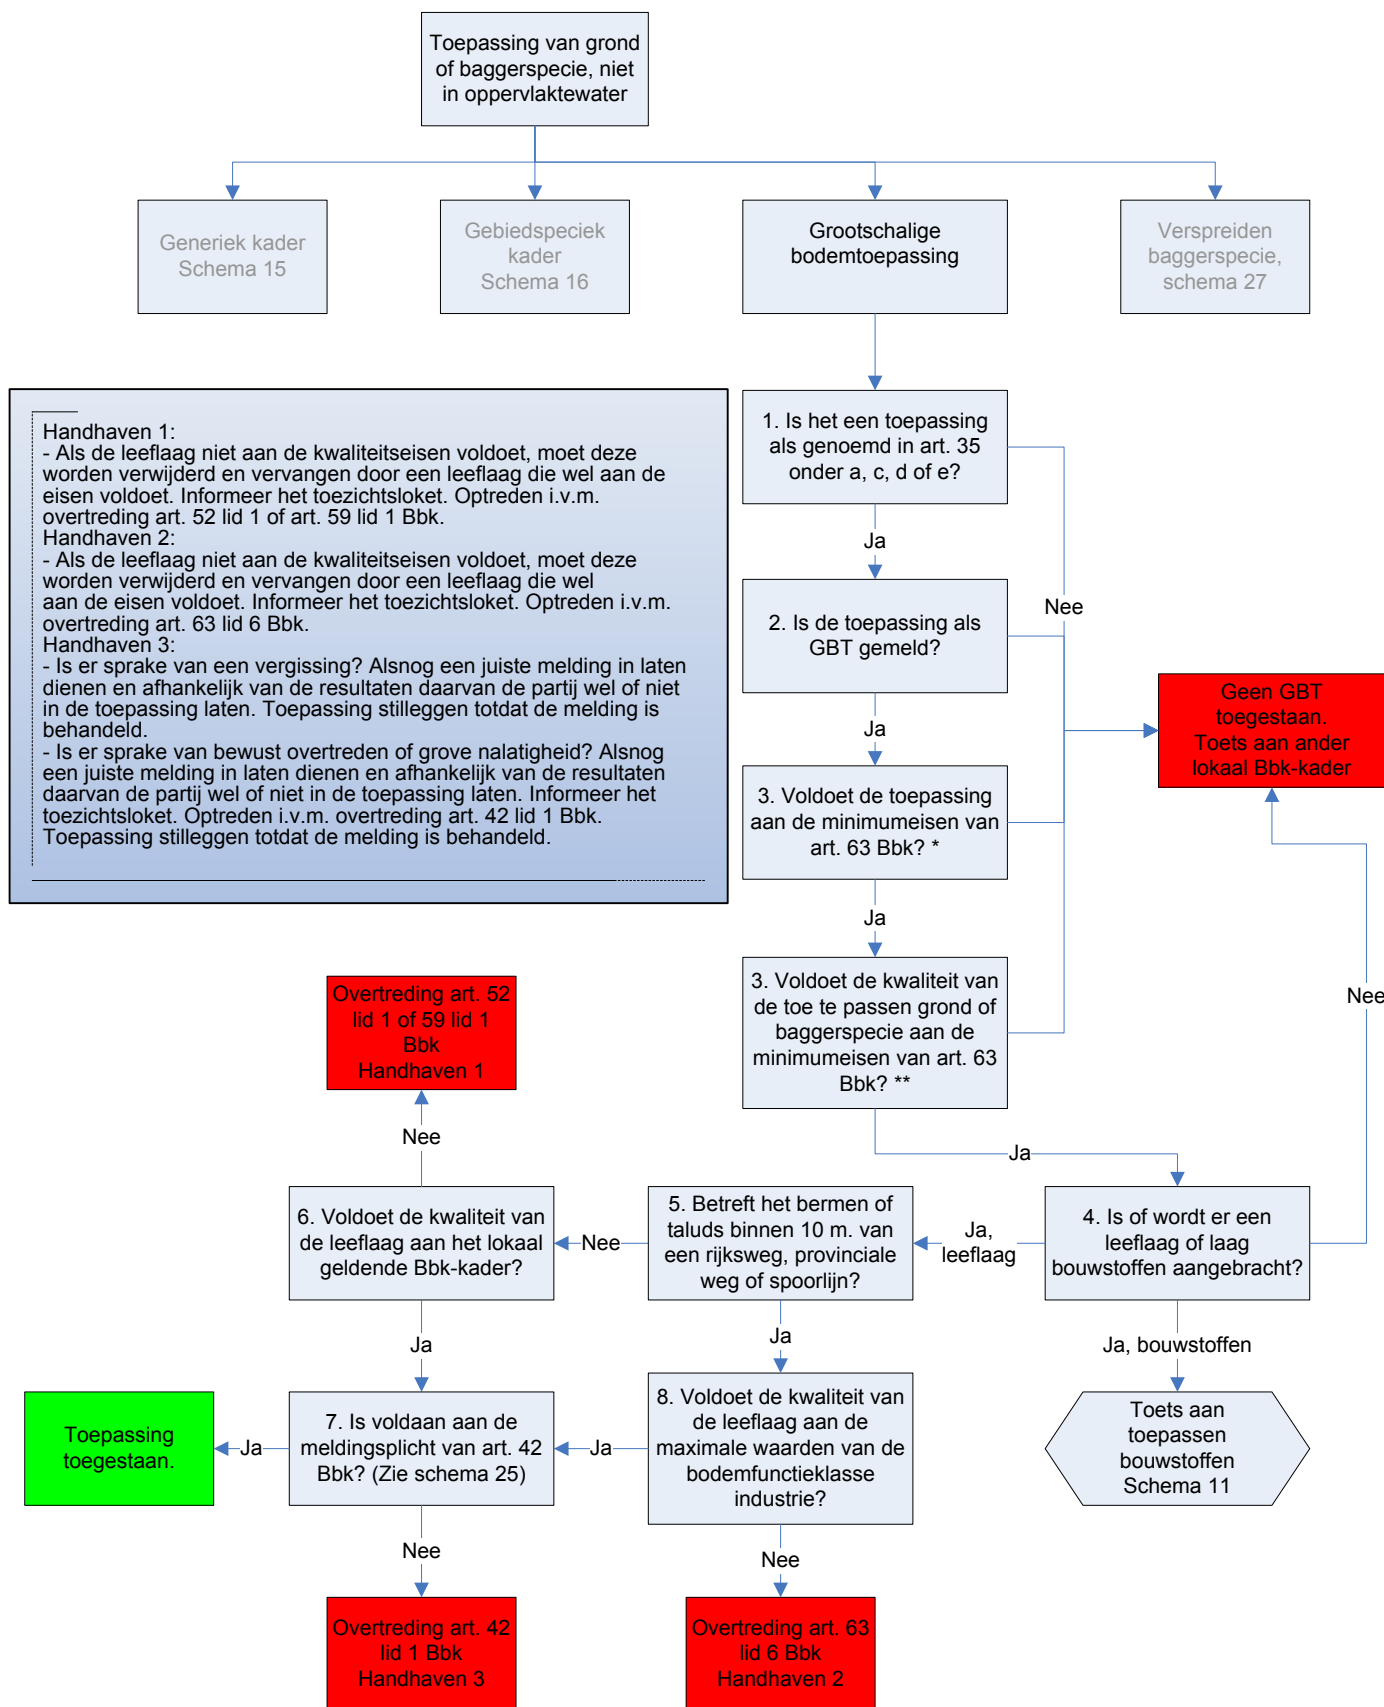 Toepassing van grond
of baggerspecie, niet
in oppervlaktewater
Generiek kader
Schema 15
Gebiedspeciek
kader
Schema 16
Grootschalige
bodemtoepassing
Verspreiden
baggerspecie,
schema 27
Handhaven 1:
- Als de leeflaag niet aan de kwaliteitseisen voldoet, moet deze
worden verwijderd en vervangen door een leeflaag die wel aan de
eisen voldoet. Informeer het toezichtsloket. Optreden i.v.m.
overtreding art. 52 lid 1 of art. 59 lid 1 Bbk.
Handhaven 2:
- Als de leeflaag niet aan de kwaliteitseisen voldoet, moet deze
worden verwijderd en vervangen door een leeflaag die wel
aan de eisen voldoet. Informeer het toezichtsloket. Optreden i.v.m.
overtreding art. 63 lid 6 Bbk.
Handhaven 3:
- Is er sprake van een vergissing? Alsnog een juiste melding in laten
dienen en afhankelijk van de resultaten daarvan de partij wel of niet
in de toepassing laten. Toepassing stilleggen totdat de melding is
behandeld.
- Is er sprake van bewust overtreden of grove nalatigheid? Alsnog
een juiste melding in laten dienen en afhankelijk van de resultaten
daarvan de partij wel of niet in de toepassing laten. Informeer het
toezichtsloket. Optreden i.v.m. overtreding art. 42 lid 1 Bbk.
Toepassing stilleggen totdat de melding is behandeld.
1. Is het een toepassing
als genoemd in art. 35
onder a, c, d of e?
Ja
Nee
2. Is de toepassing als
GBT gemeld?
Ja
Geen GBT
toegestaan.
Toets aan ander
lokaal Bbk-kader
3. Voldoet de toepassing
aan de minimumeisen van
art. 63 Bbk? *
Ja
3. Voldoet de kwaliteit van
de toe te passen grond of
baggerspecie aan de
minimumeisen van art. 63
Bbk? **
Nee
Ja
Overtreding art. 52
lid 1 of 59 lid 1
Bbk
Handhaven 1
Nee
6. Voldoet de kwaliteit van
de leeflaag aan het lokaal
geldende Bbk-kader?
Nee
5. Betreft het bermen of
taluds binnen 10 m. van
een rijksweg, provinciale
weg of spoorlijn?
Ja,
leeflaag
4. Is of wordt er een
leeflaag of laag
bouwstoffen aangebracht?
Ja
Ja
Ja, bouwstoffen
Toepassing
toegestaan.
Ja
7. Is voldaan aan de
meldingsplicht van art. 42
Bbk? (Zie schema 25)
Ja
8. Voldoet de kwaliteit van
de leeflaag aan de
maximale waarden van de
bodemfunctieklasse
industrie?
Toets aan
toepassen
bouwstoffen
Schema 11
Nee
Nee
Overtreding art. 42
lid 1 Bbk
Handhaven 3
Overtreding art. 63
lid 6 Bbk
Handhaven 2